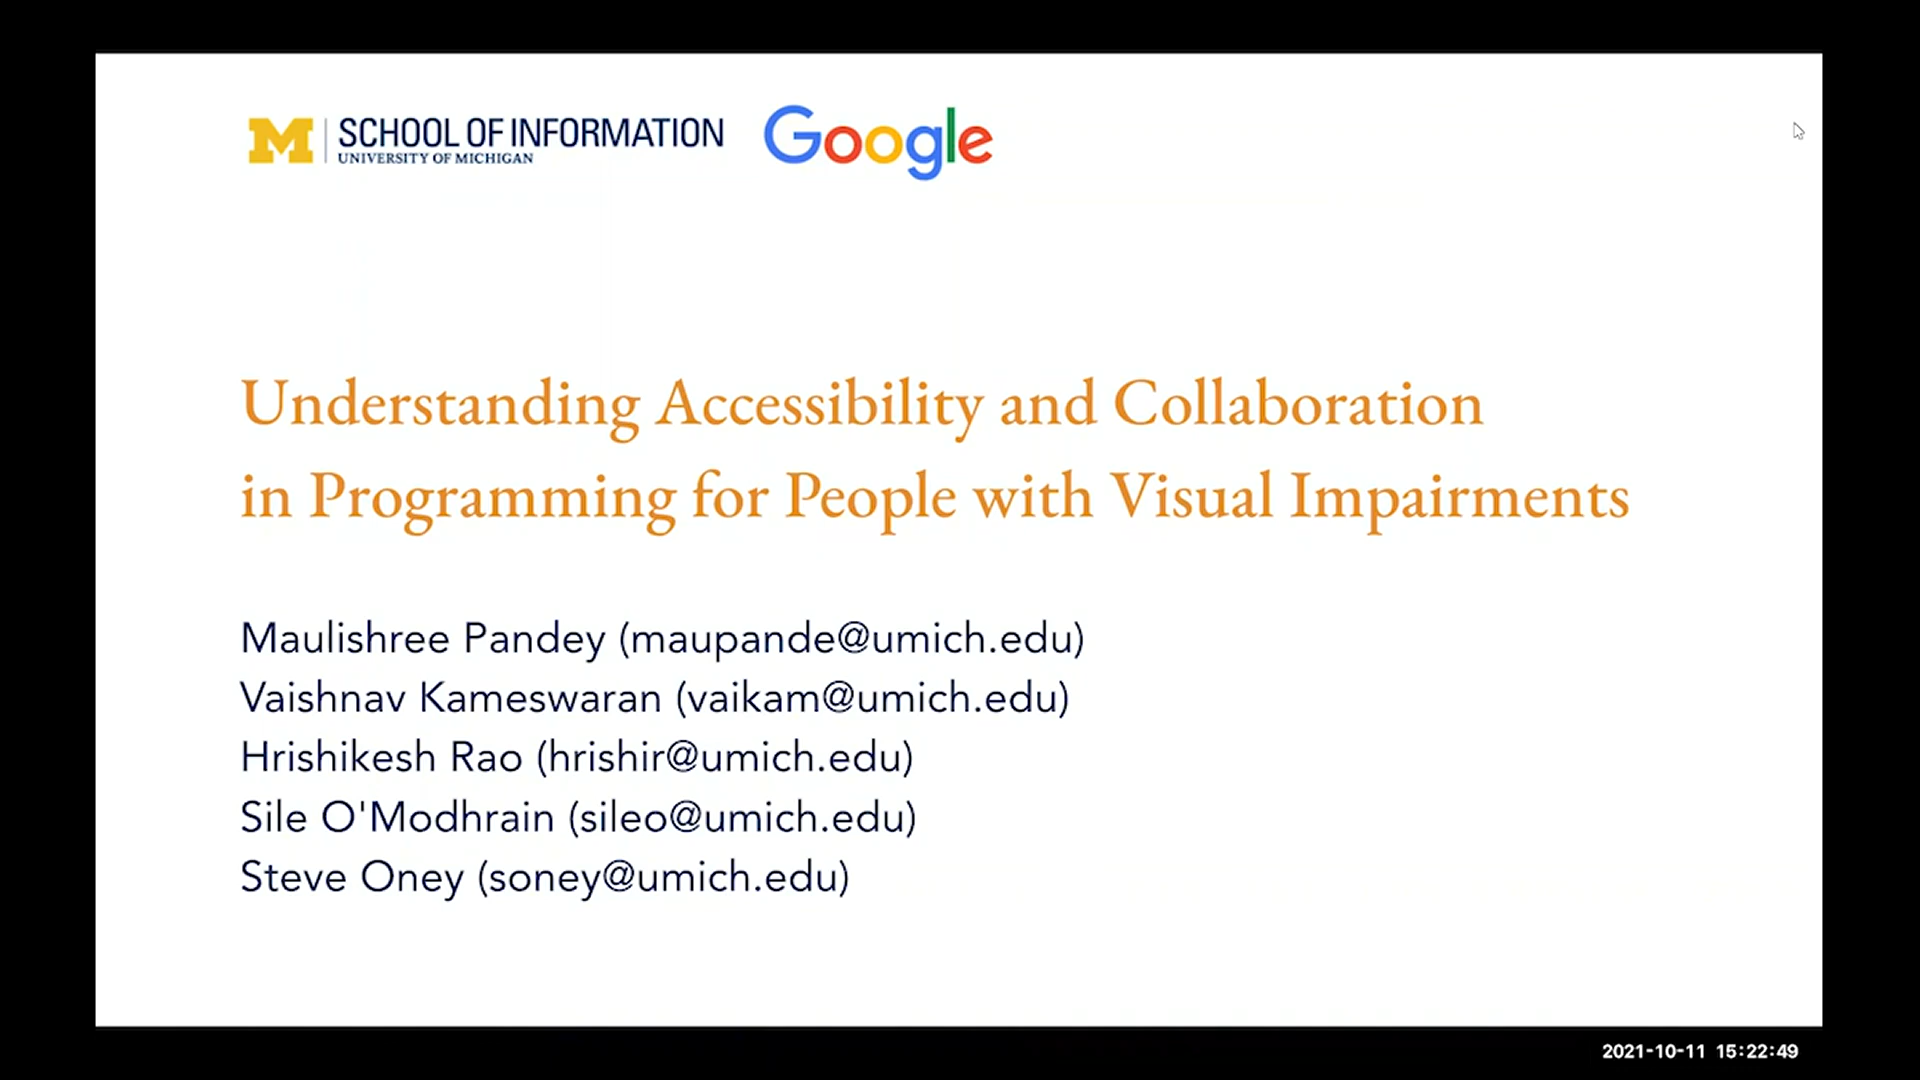 M SCHOOL OF INFORMATION
UNIVERSITY OF MICHIGAN
Google
Understanding Accessibility and Collaboration
in Programming for People with Visual Impairments
Maulishree Pandey (maupande@umich.edu)
Vaishnav Kameswaran (vaikam@umich.edu)
Hrishikesh Rao (hrishir@umich.edu)
Sile O'Modhrain (sileo@umich.edu)
Steve Oney (soney@umich.edu)
2021-10-11 15:22:49